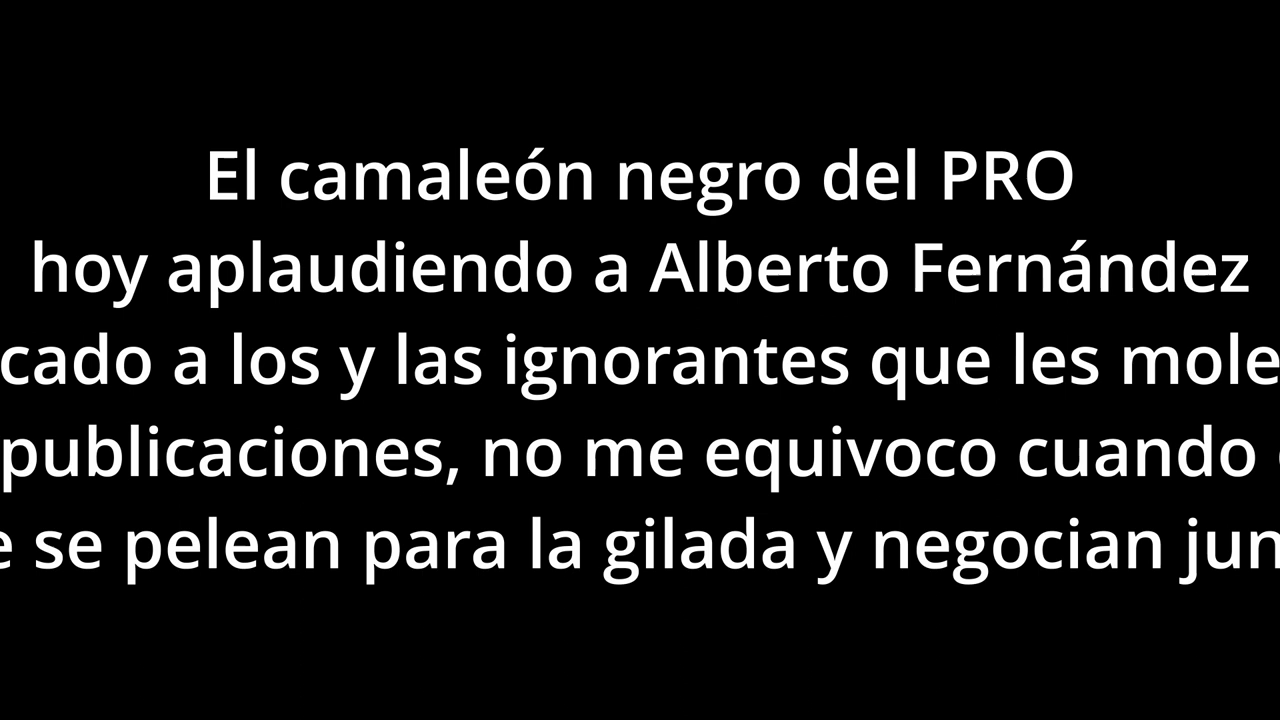 El camaleón negro del PRO
hoy aplaudiendo a Alberto Fernández
cado a los y las ignorantes que les mole
publicaciones, no me equivoco cuando
e se pelean para la gilada y negocian jun